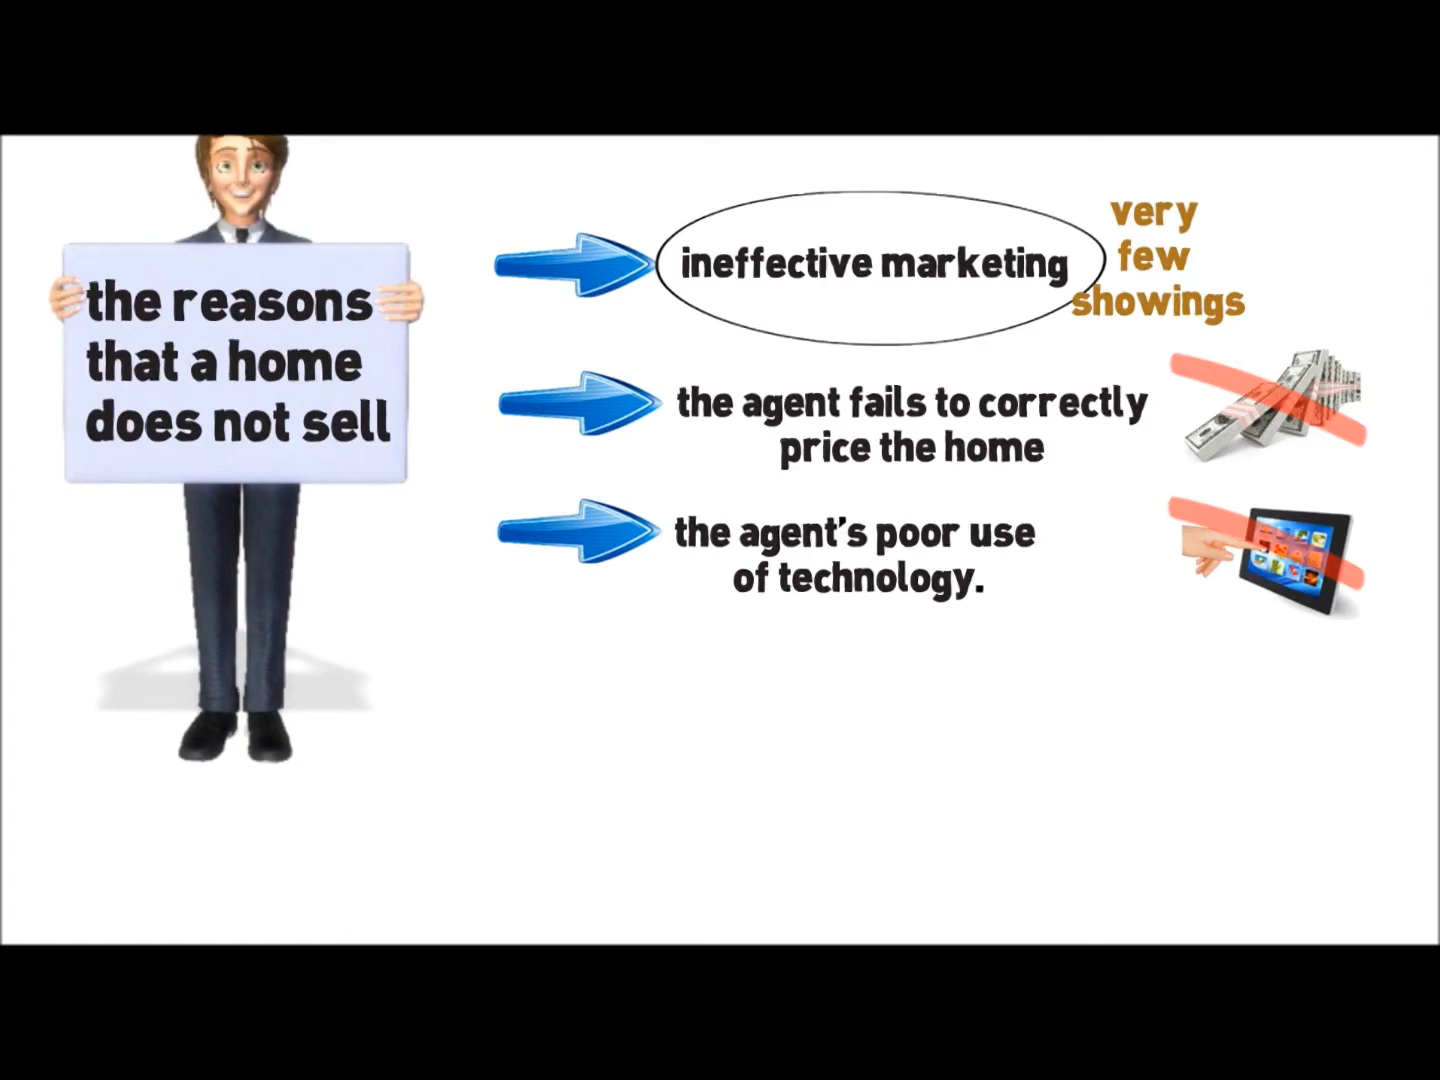 the reasons
that a home
does not sell
ineffective marketing
very
few
showings
the agent fails to correctly
price the home
the agent's poor use
of technology.